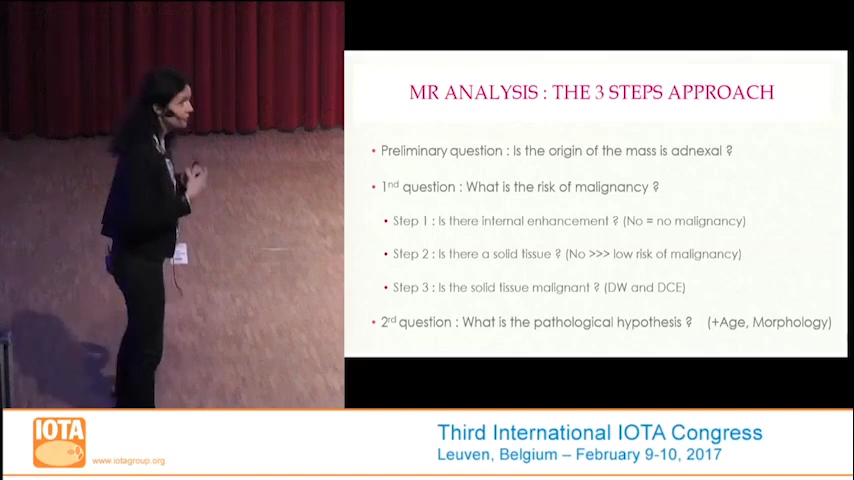 MR ANALYSIS : THE 3 STEPS APPROACH
• Preliminary question : Is the origin of the mass is adnexal ?
• 1nd question : What is the risk of malignancy ?
• Step 1 : Is there internal enhancement ? (No = no malignancy)
• Step 2 : Is there a solid tissue ? (No >>> low risk of malignancy)
• Step 3 : Is the solid tissue malignant ? (DW and DCE)
• 2rd question : What is the pathological hypothesis ? (+Age, Morphology)
IOTA
www.iotagroup.org
Third International IOTA Congress
Leuven, Belgium – February 9-10, 2017